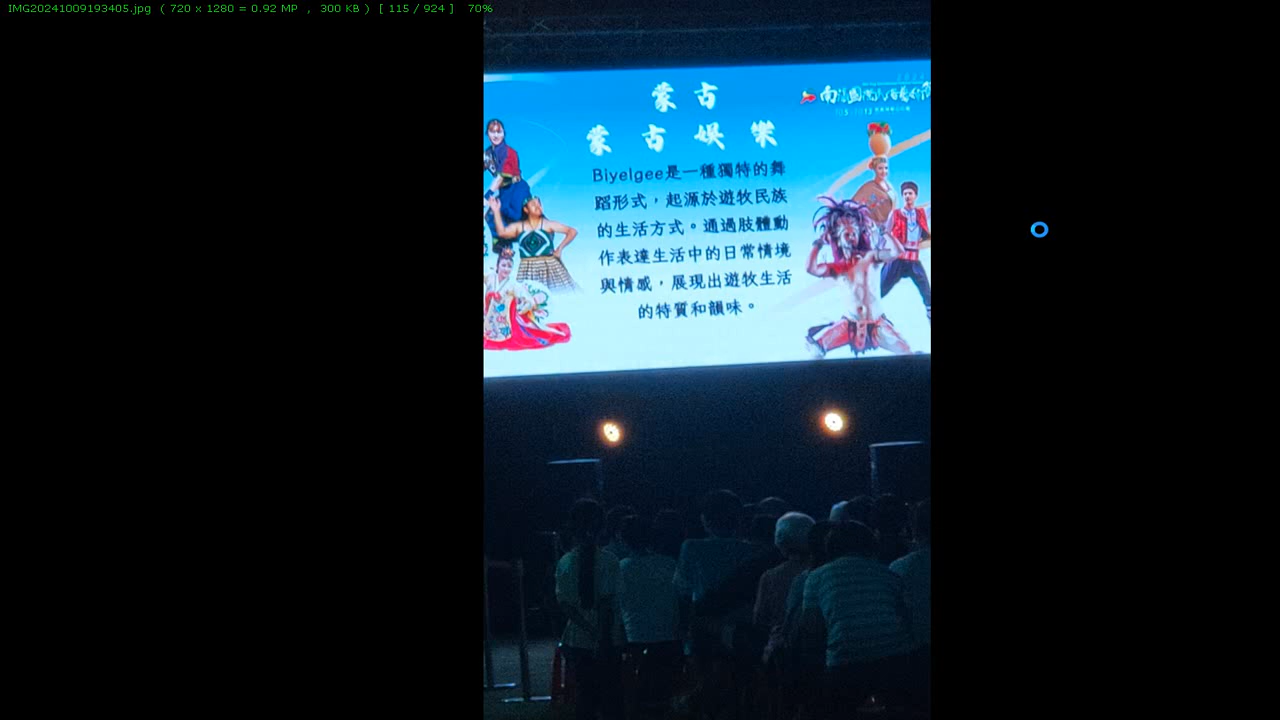 IMG20241009193405.jpg ( 720 x 1280 = 0.92 MP , 300 KB ) [ 115 / 924 ] 70%
蒙古
蒙古娛樂
Biyelgee是一種獨特的舞
蹈形式，起源於遊牧民族
的生活方式。通過肢體動
作表達生活中的日常情境
與情感，展現出遊牧生活
的特質和韻味。